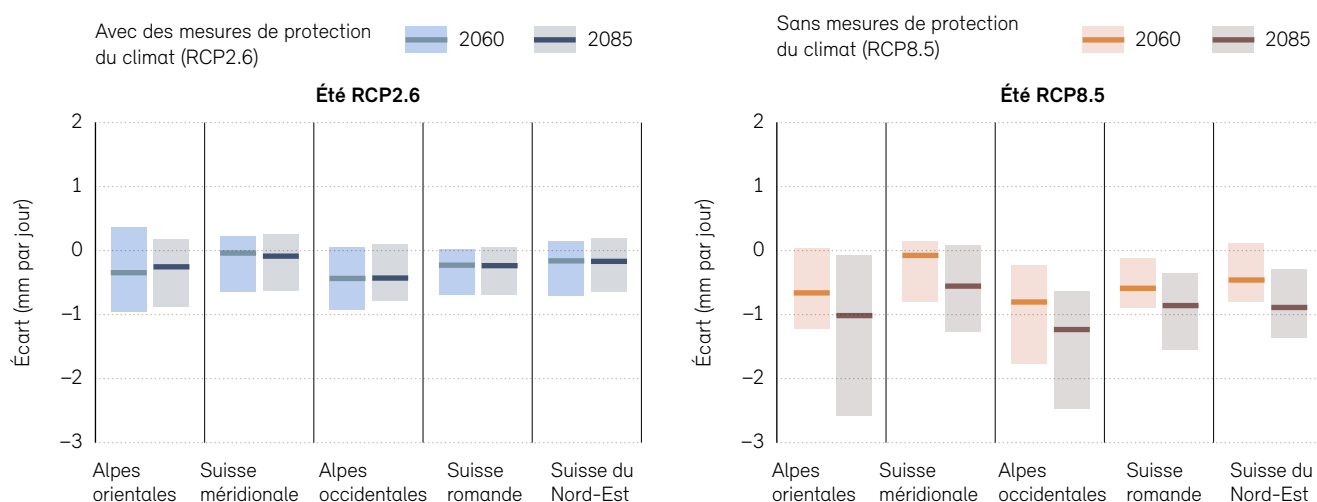 Avec des mesures de protection
du climat (RCP2.6)
2060
2085
Été RCP2.6
Écart (mm par jour)
2
1
0
–1
–2
–3
Alpes
orientales
Suisse
méridionale
Alpes
occidentales
Suisse
romande
Suisse du
Nord-Est
Sans mesures de protection
du climat (RCP8.5)
2060
2085
Été RCP8.5
Écart (mm par jour)
2
1
0
–1
–2
–3
Alpes
orientales
Suisse
méridionale
Alpes
occidentales
Suisse
romande
Suisse du
Nord-Est